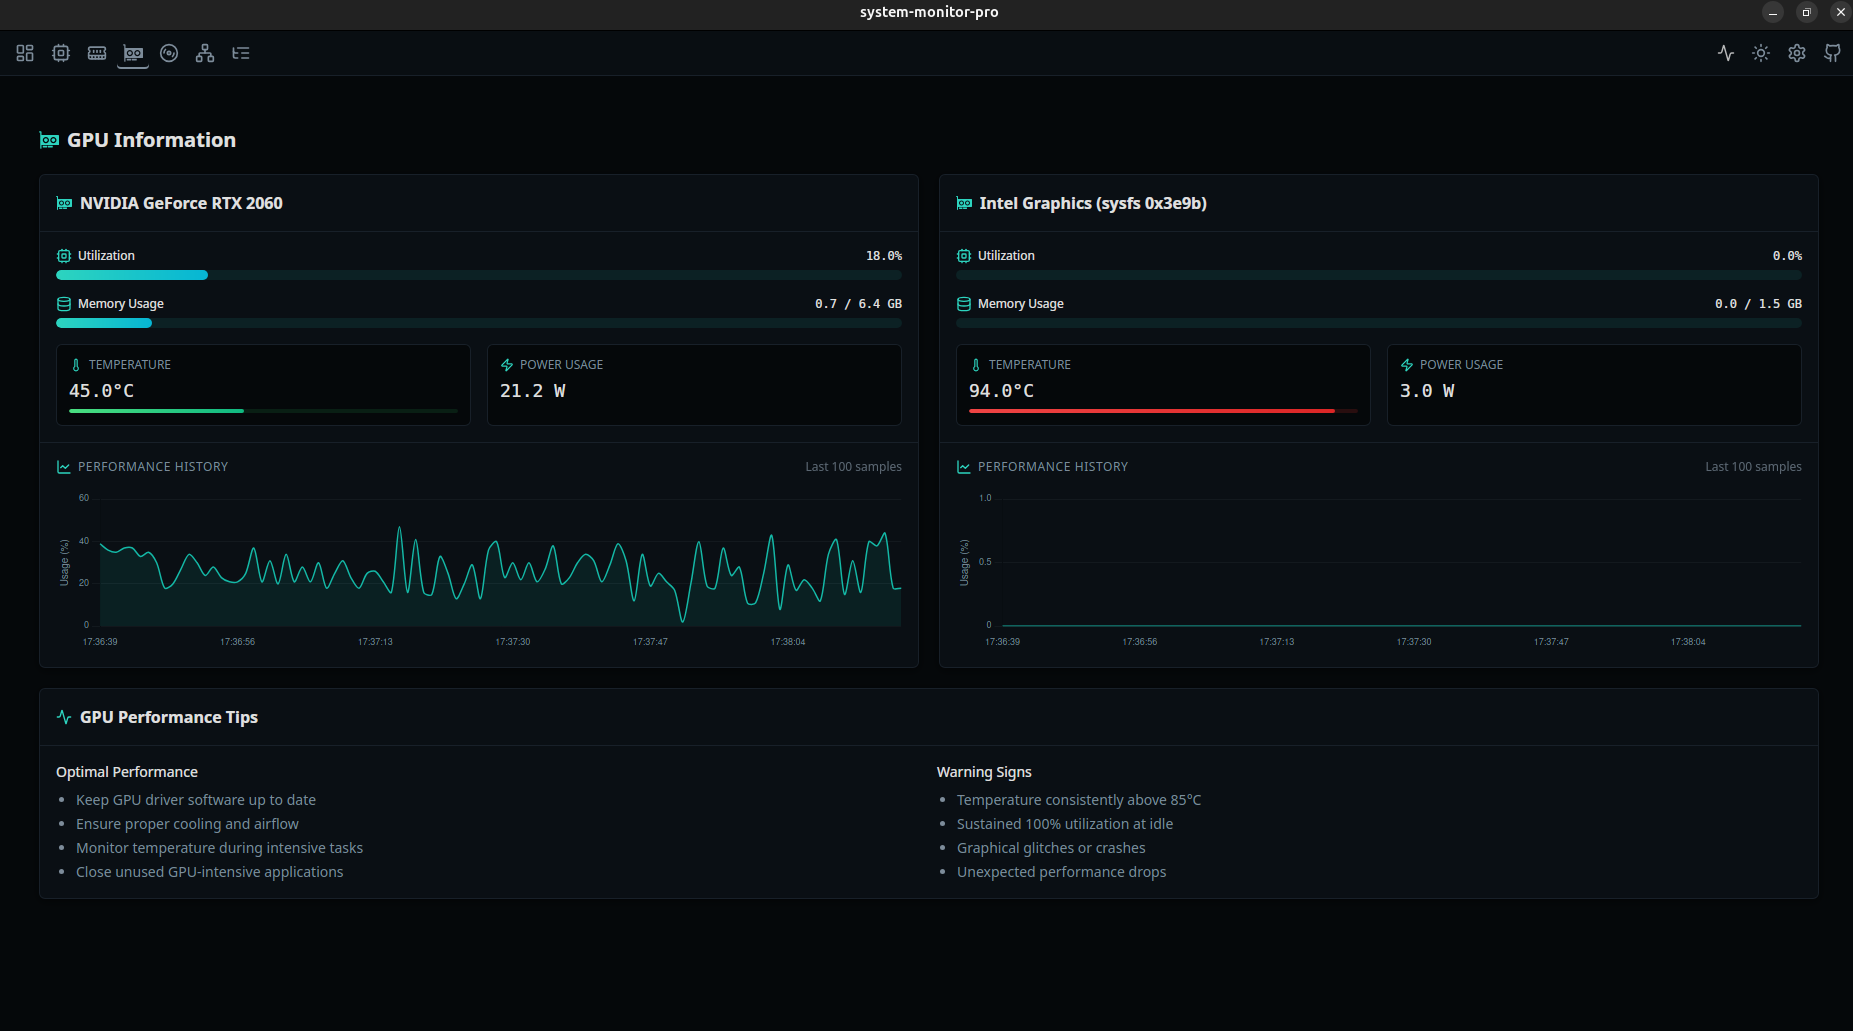 system-monitor-pro
GPU Information
NVIDIA GeForce RTX 2060
Utilization 18.0%
Memory Usage 0.7 / 6.4 GB
TEMPERATURE
45.0°C
POWER USAGE
21.2 W
PERFORMANCE HISTORY Last 100 samples
Usage (%)
60
40
20
0
17:36:39 17:36:56 17:37:13 17:37:30 17:37:47 17:38:04
Intel Graphics (sysfs 0x3e9b)
Utilization 0.0%
Memory Usage 0.0 / 1.5 GB
TEMPERATURE
94.0°C
POWER USAGE
3.0 W
PERFORMANCE HISTORY Last 100 samples
Usage (%)
1.0
0.5
0
17:36:39 17:36:56 17:37:13 17:37:30 17:37:47 17:38:04
GPU Performance Tips
Optimal Performance
Keep GPU driver software up to date
Ensure proper cooling and airflow
Monitor temperature during intensive tasks
Close unused GPU-intensive applications
Warning Signs
Temperature consistently above 85°C
Sustained 100% utilization at idle
Graphical glitches or crashes
Unexpected performance drops